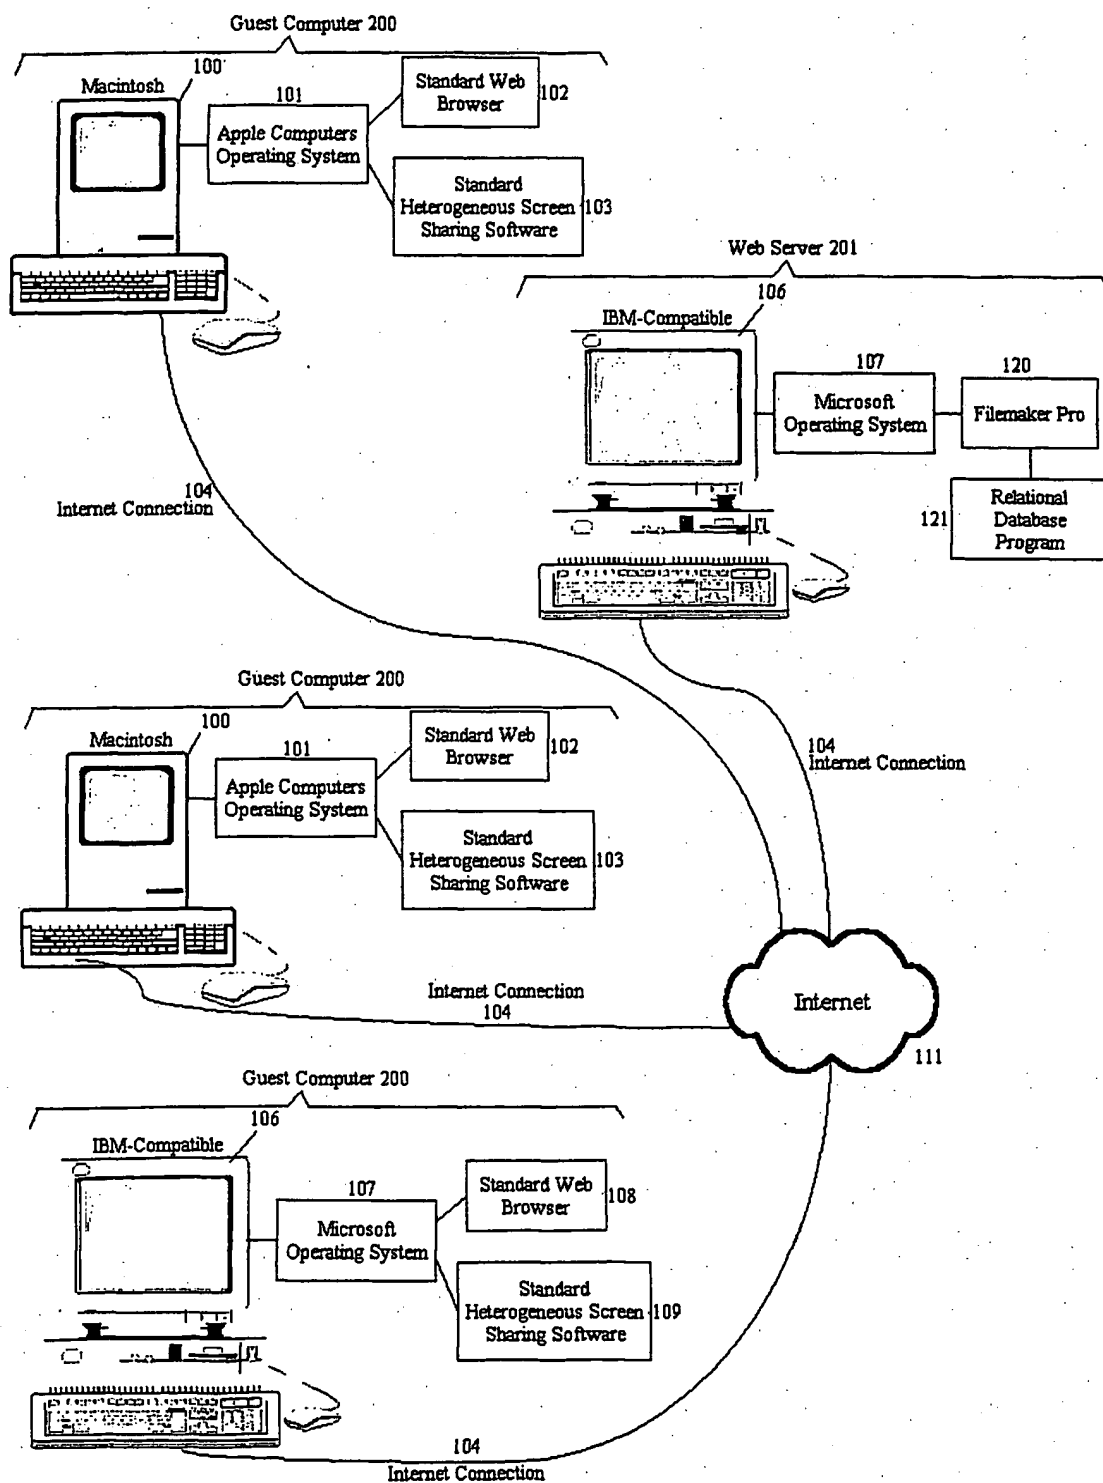 Guest Computer 200
Macintosh
100
101
Apple Computers
Operating System
Standard Web
Browser
102
Standard
Heterogeneous Screen
Sharing Software
103
Web Server 201
106
IBM-Compatible
107
Microsoft
Operating System
120
Filemaker Pro
121
Relational
Database
Program
104
Internet Connection
104
Internet Connection
Guest Computer 200
Macintosh
100
101
Apple Computers
Operating System
Standard Web
Browser
102
Standard
Heterogeneous Screen
Sharing Software
103
Internet Connection
104
Internet
111
Guest Computer 200
106
IBM-Compatible
107
Microsoft
Operating System
Standard Web
Browser
108
Standard
Heterogeneous Screen
Sharing Software
109
104
Internet Connection